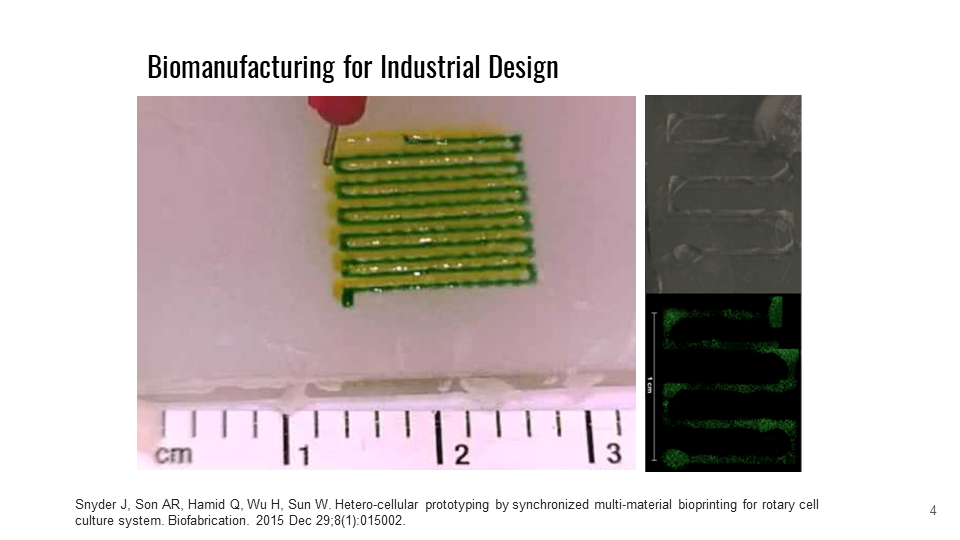 Biomanufacturing for Industrial Design
cm 1 2 3
1 cm
Snyder J, Son AR, Hamid Q, Wu H, Sun W. Hetero-cellular prototyping by synchronized multi-material bioprinting for rotary cell
culture system. Biofabrication. 2015 Dec 29;8(1):015002.
4